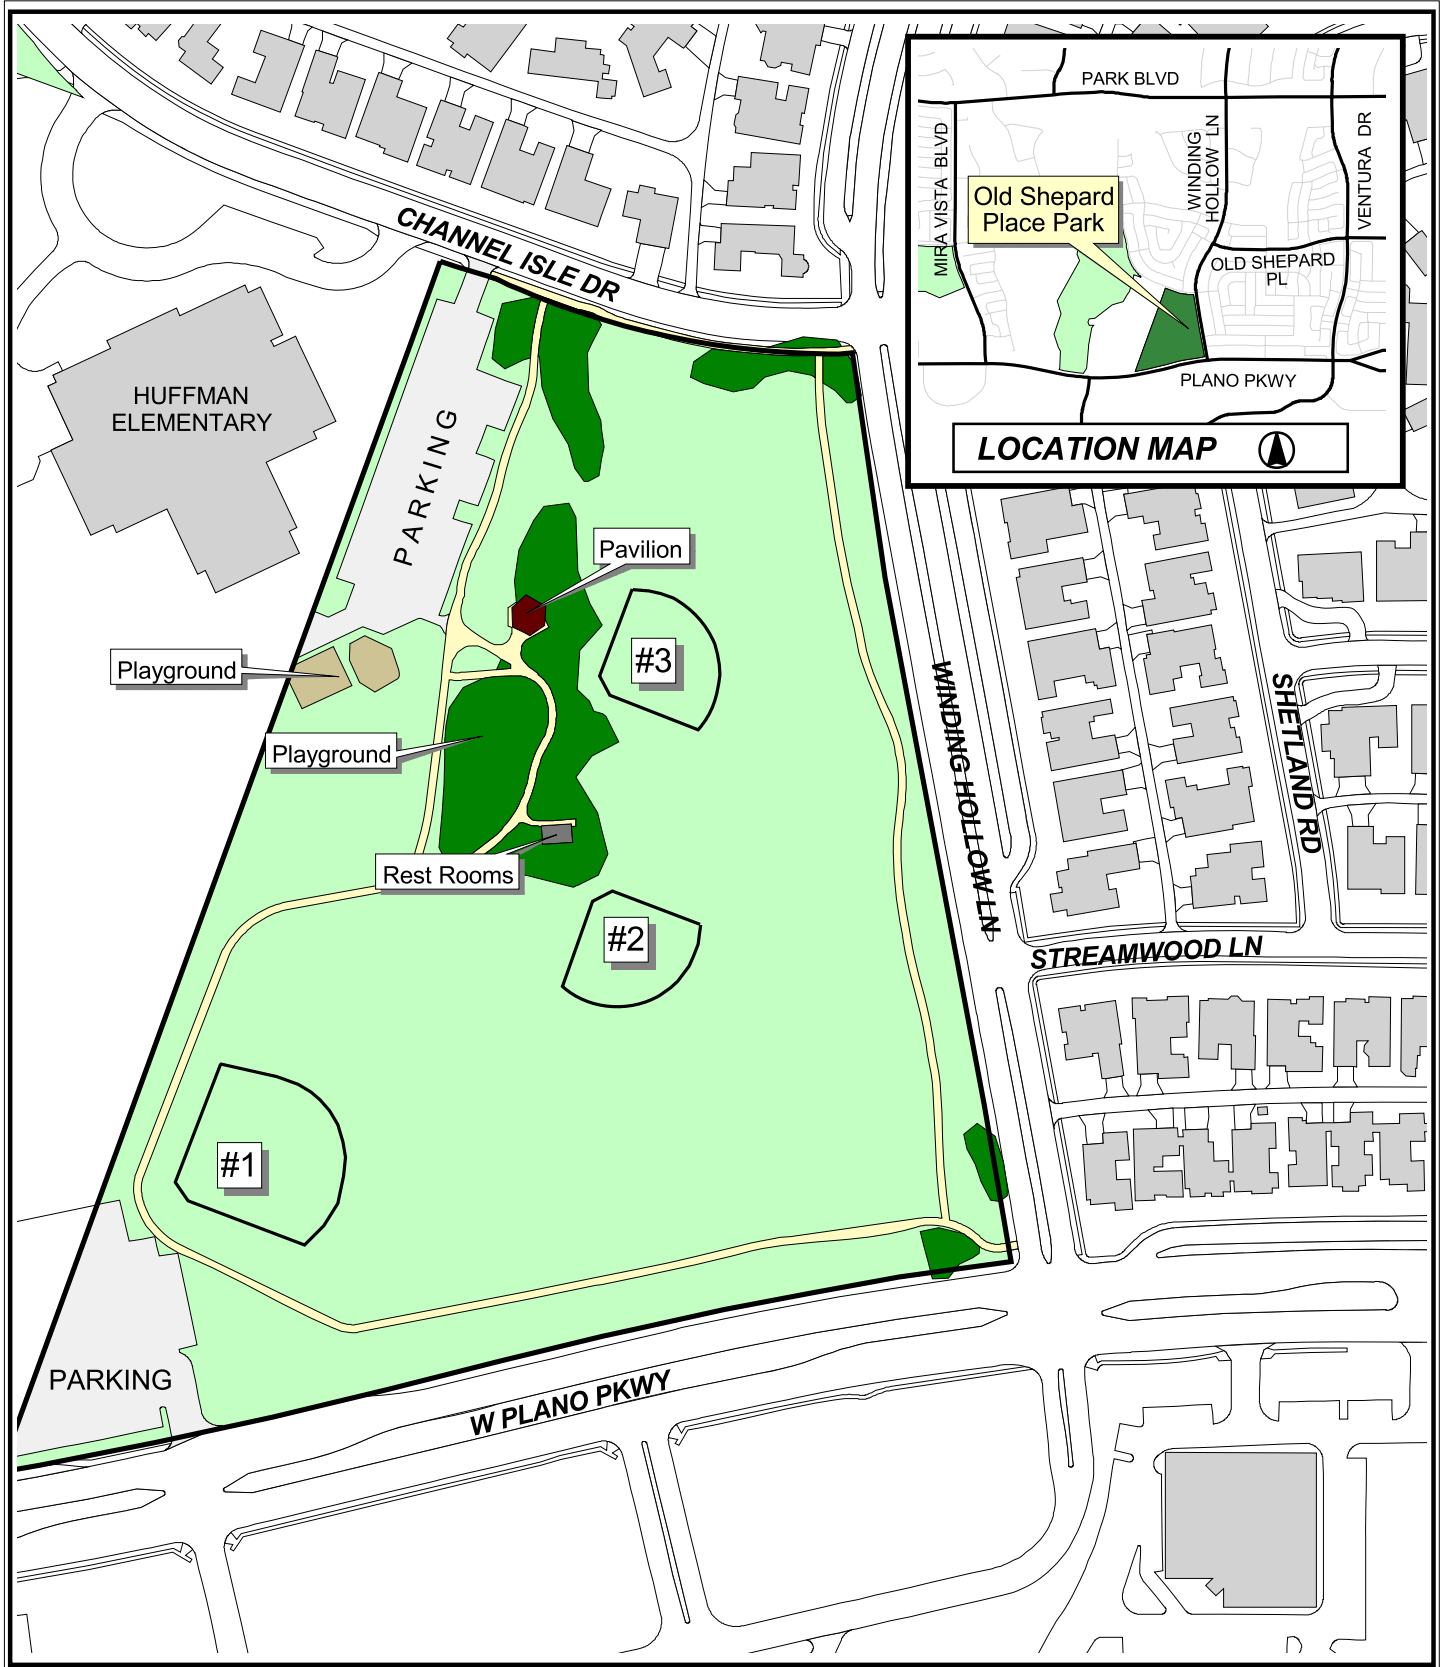 PARK BLVD
MIRA VISTA BLVD
WINDING
HOLLOW LN
VENTURA DR
Old Shepard
Place Park
OLD SHEPARD
PL
PLANO PKWY
LOCATION MAP
CHANNEL ISLE DR
HUFFMAN
ELEMENTARY
PARKING
Pavilion
#3
Playground
Playground
WINDING HOLLOW LN
SHETLAND RD
Rest Rooms
#2
STREAMWOOD LN
#1
PARKING
W PLANO PKWY